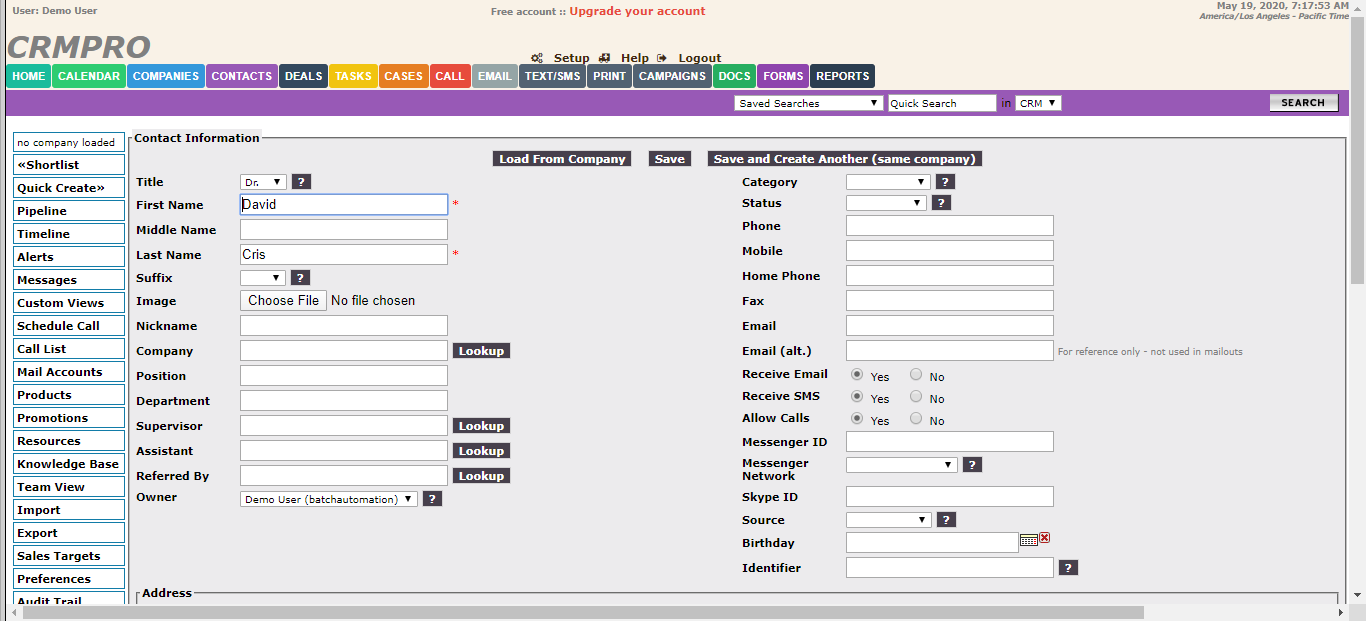 User: Demo User
Free account :: Upgrade your account
May 19, 2020, 7:17:53 AM
America/Los Angeles - Pacific Time
CRMPRO
Setup Help Logout
HOME CALENDAR COMPANIES CONTACTS DEALS TASKS CASES CALL EMAIL TEXT/SMS PRINT CAMPAIGNS DOCS FORMS REPORTS
Saved Searches Quick Search in CRM SEARCH
no company loaded
«Shortlist
Quick Create»
Pipeline
Timeline
Alerts
Messages
Custom Views
Schedule Call
Call List
Mail Accounts
Products
Promotions
Resources
Knowledge Base
Team View
Import
Export
Sales Targets
Preferences
Audit Trail
Contact Information
Load From Company Save Save and Create Another (same company)
Title Dr. ?
First Name David *
Middle Name
Last Name Cris *
Suffix ?
Image Choose File No file chosen
Nickname
Company Lookup
Position
Department
Supervisor Lookup
Assistant Lookup
Referred By Lookup
Owner Demo User (batchautomation) ?
Category ?
Status ?
Phone
Mobile
Home Phone
Fax
Email
Email (alt.) For reference only - not used in mailouts
Receive Email Yes No
Receive SMS Yes No
Allow Calls Yes No
Messenger ID
Messenger
Network ?
Skype ID
Source ?
Birthday
Identifier ?
Address